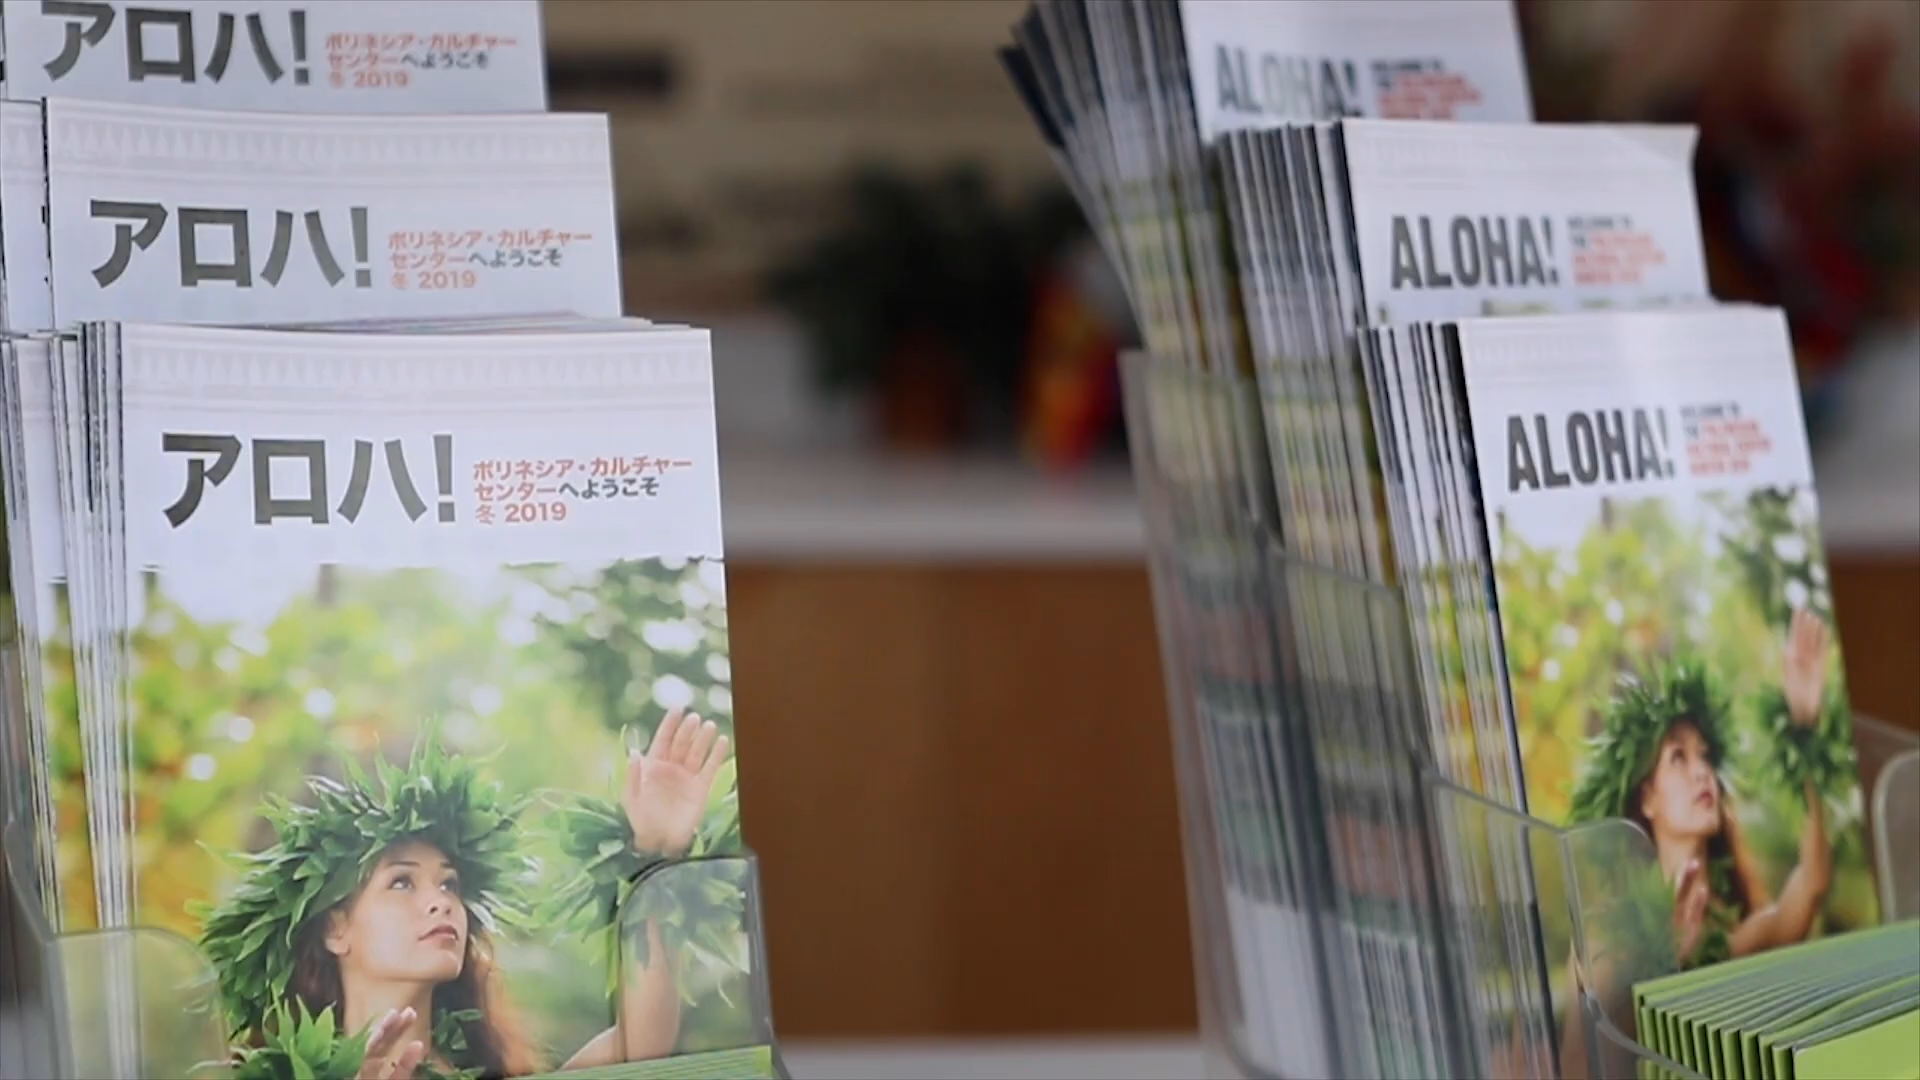 アロハ!
ポリネシア・カルチャー
センターへようこそ
冬 2019
アロハ!
ポリネシア・カルチャー
センターへようこそ
冬 2019
アロハ!
ポリネシア・カルチャー
センターへようこそ
冬 2019
ALOHA!
ALOHA!
ALOHA!